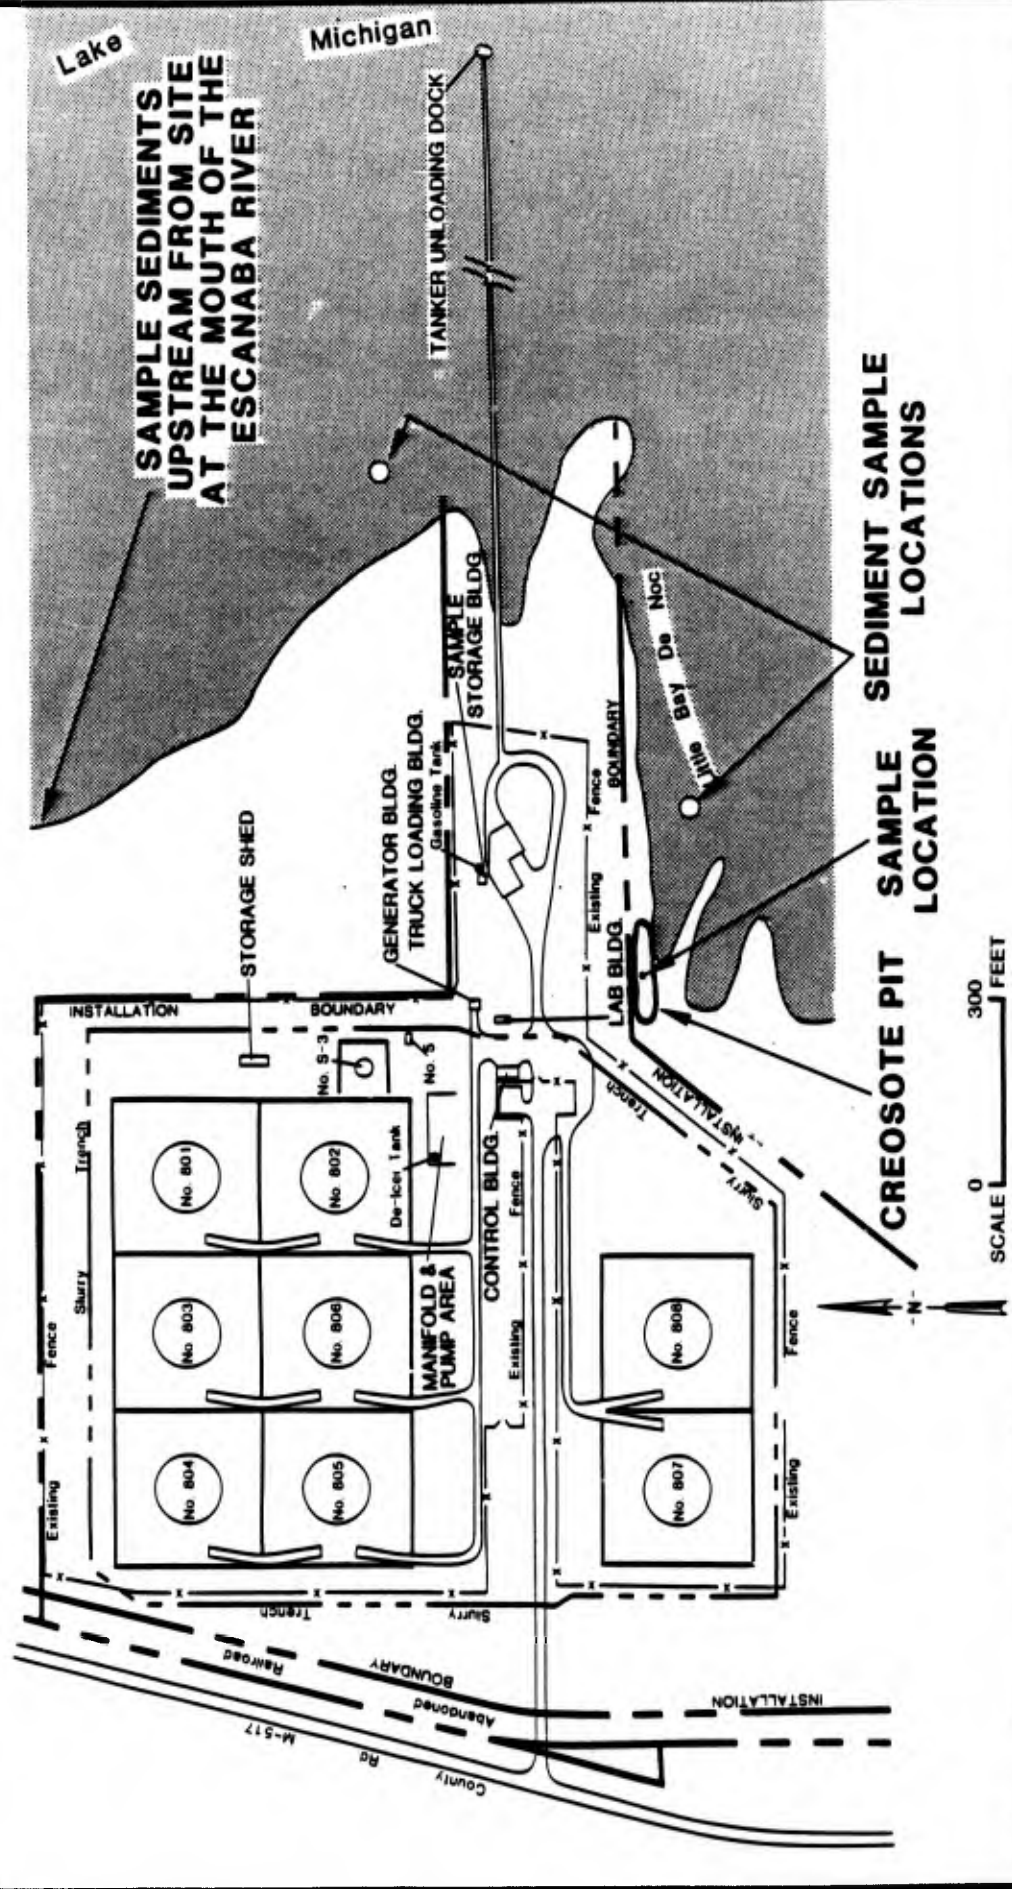 Lake
Michigan
SAMPLE SEDIMENTS
UPSTREAM FROM SITE
AT THE MOUTH OF THE
ESCANABA RIVER
TANKER UNLOADING DOCK
SEDIMENT SAMPLE
LOCATIONS
Little Bay De Noc
SAMPLE
STORAGE BLDG.
GENERATOR BLDG.
TRUCK LOADING BLDG.
Gasoline Tank
STORAGE SHED
BOUNDARY
Existing Fence
LAB BLDG.
SAMPLE
LOCATION
CREOSOTE PIT
INSTALLATION BOUNDARY
No. S-3
No. 5
Trench
Slurry
Fence
Existing
No. 801
No. 802
No. 803
No. 806
No. 804
No. 805
De-Icer Tank
MANIFOLD &
PUMP AREA
CONTROL BLDG.
Existing Fence
Trench
Slurry
INSTALLATION
No. 808
No. 807
Existing Fence
Slurry Trench
INSTALLATION BOUNDARY
Abandoned Railroad
County Rd M-517
-N-
SCALE
0 300
FEET